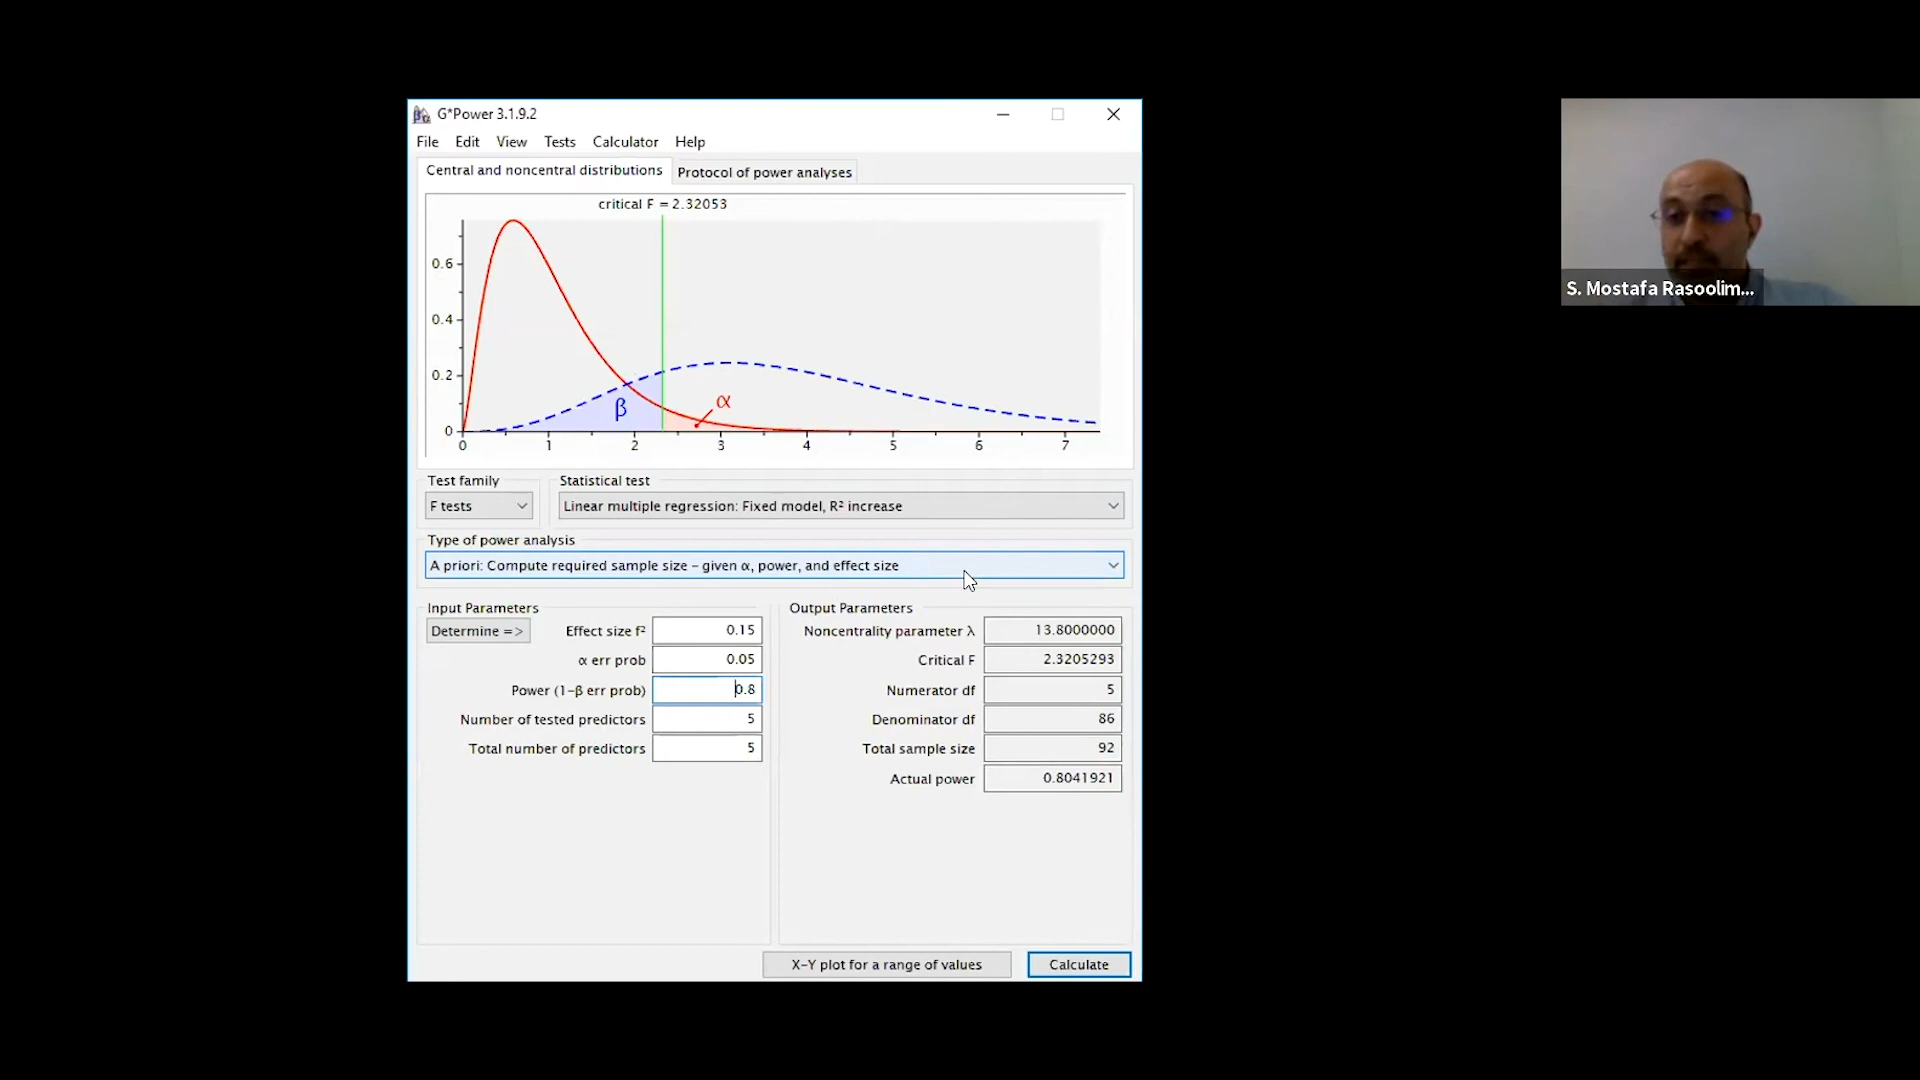 G*Power 3.1.9.2
File Edit View Tests Calculator Help
Central and noncentral distributions Protocol of power analyses
critical F = 2.32053
0.6
0.4
0.2
0
β
α
0 1 2 3 4 5 6 7
Test family
F tests
Statistical test
Linear multiple regression: Fixed model, R² increase
Type of power analysis
A priori: Compute required sample size – given α, power, and effect size
Input Parameters
Determine =>
Effect size f² 0.15
α err prob 0.05
Power (1-β err prob) 0.8
Number of tested predictors 5
Total number of predictors 5
Output Parameters
Noncentrality parameter λ 13.8000000
Critical F 2.3205293
Numerator df 5
Denominator df 86
Total sample size 92
Actual power 0.8041921
X-Y plot for a range of values
Calculate
S. Mostafa Rasoolim...